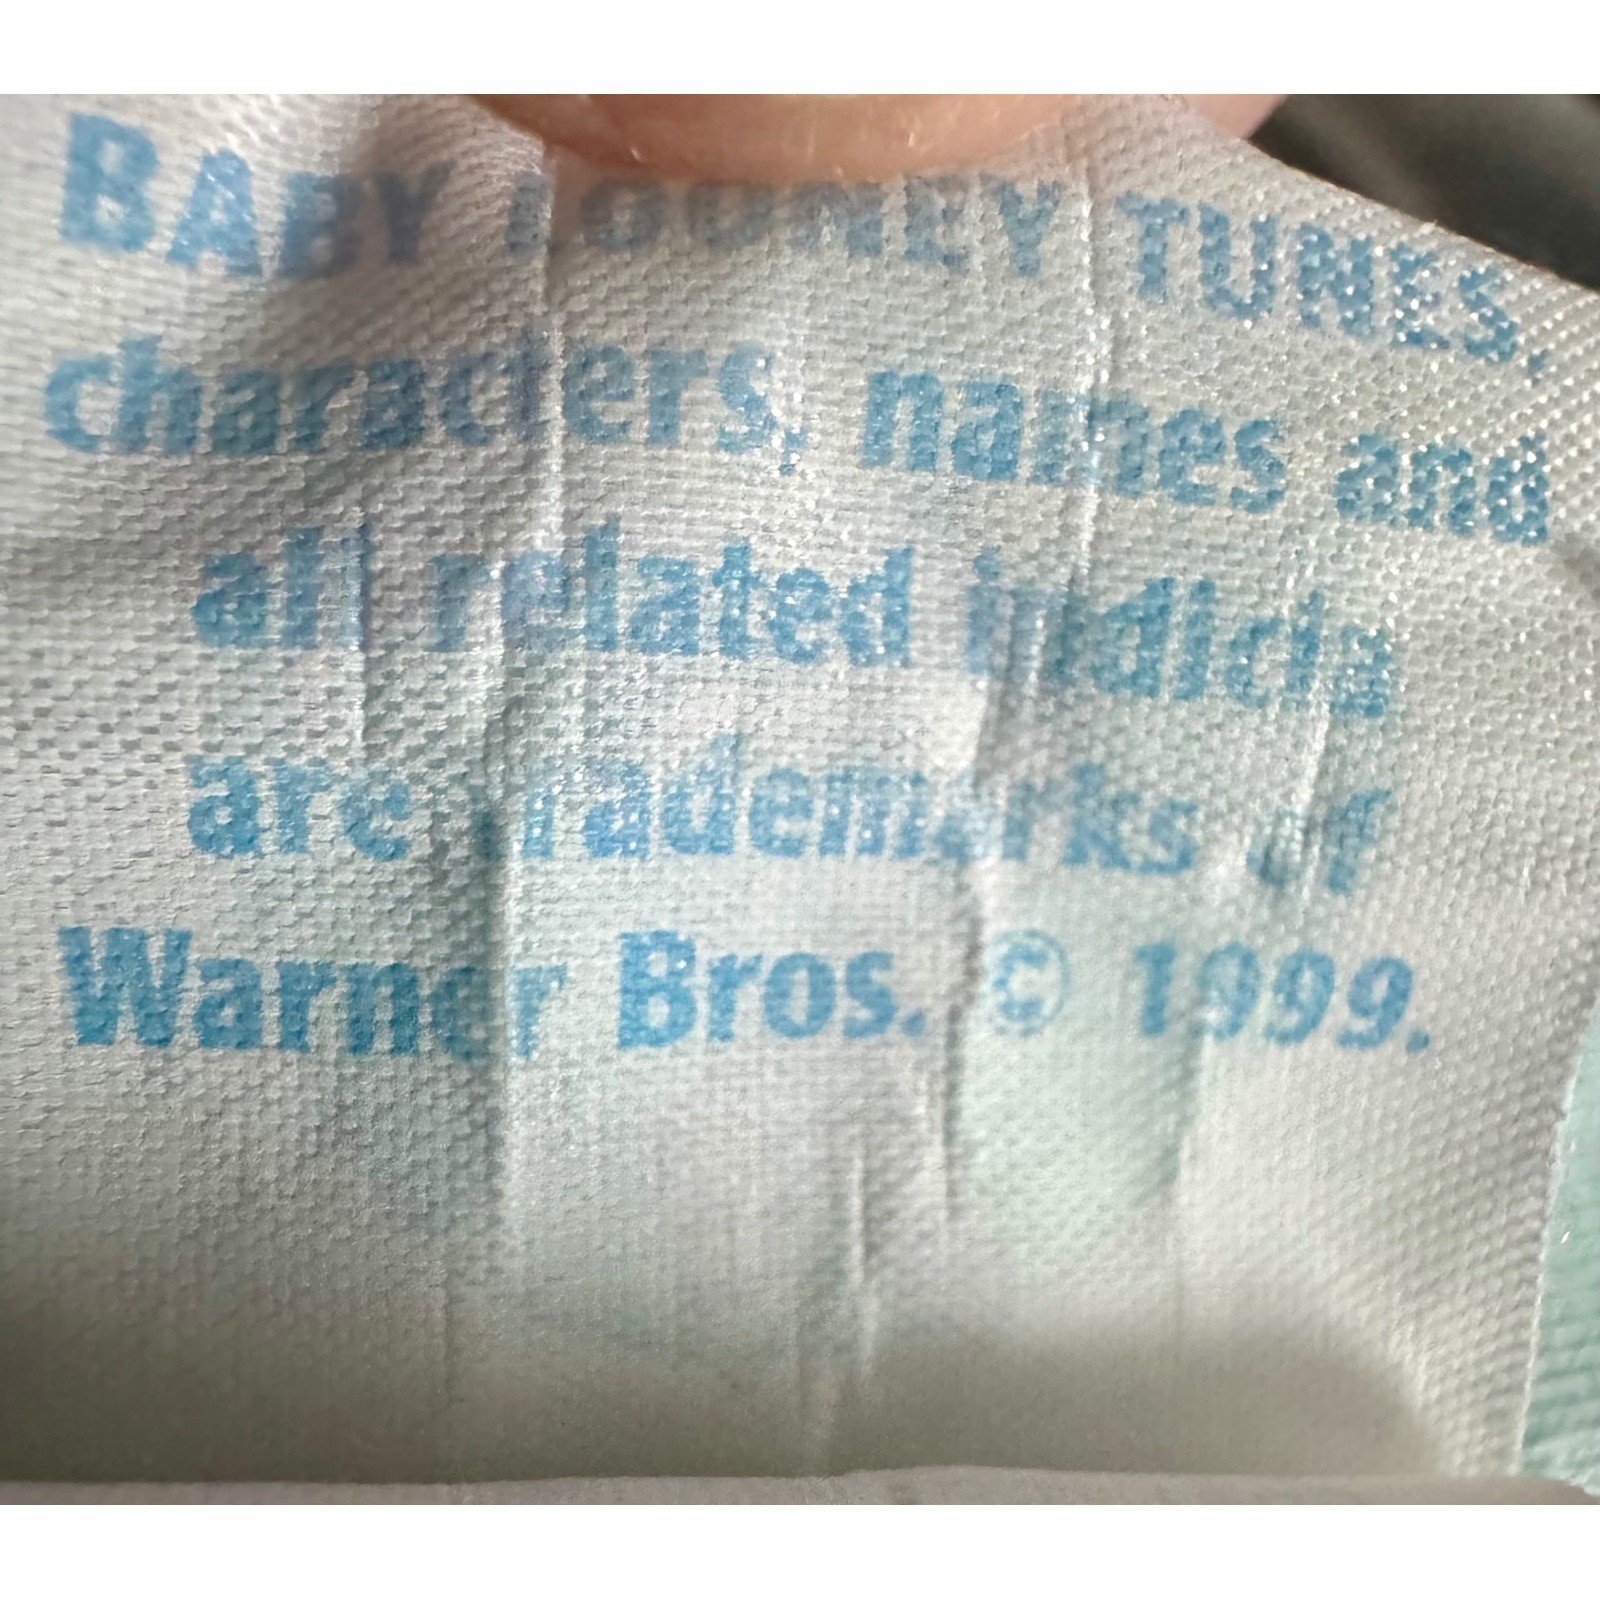 BABY LOONEY TUNES,
characters, names and
all related indicia
are trademarks of
Warner Bros. © 1999.